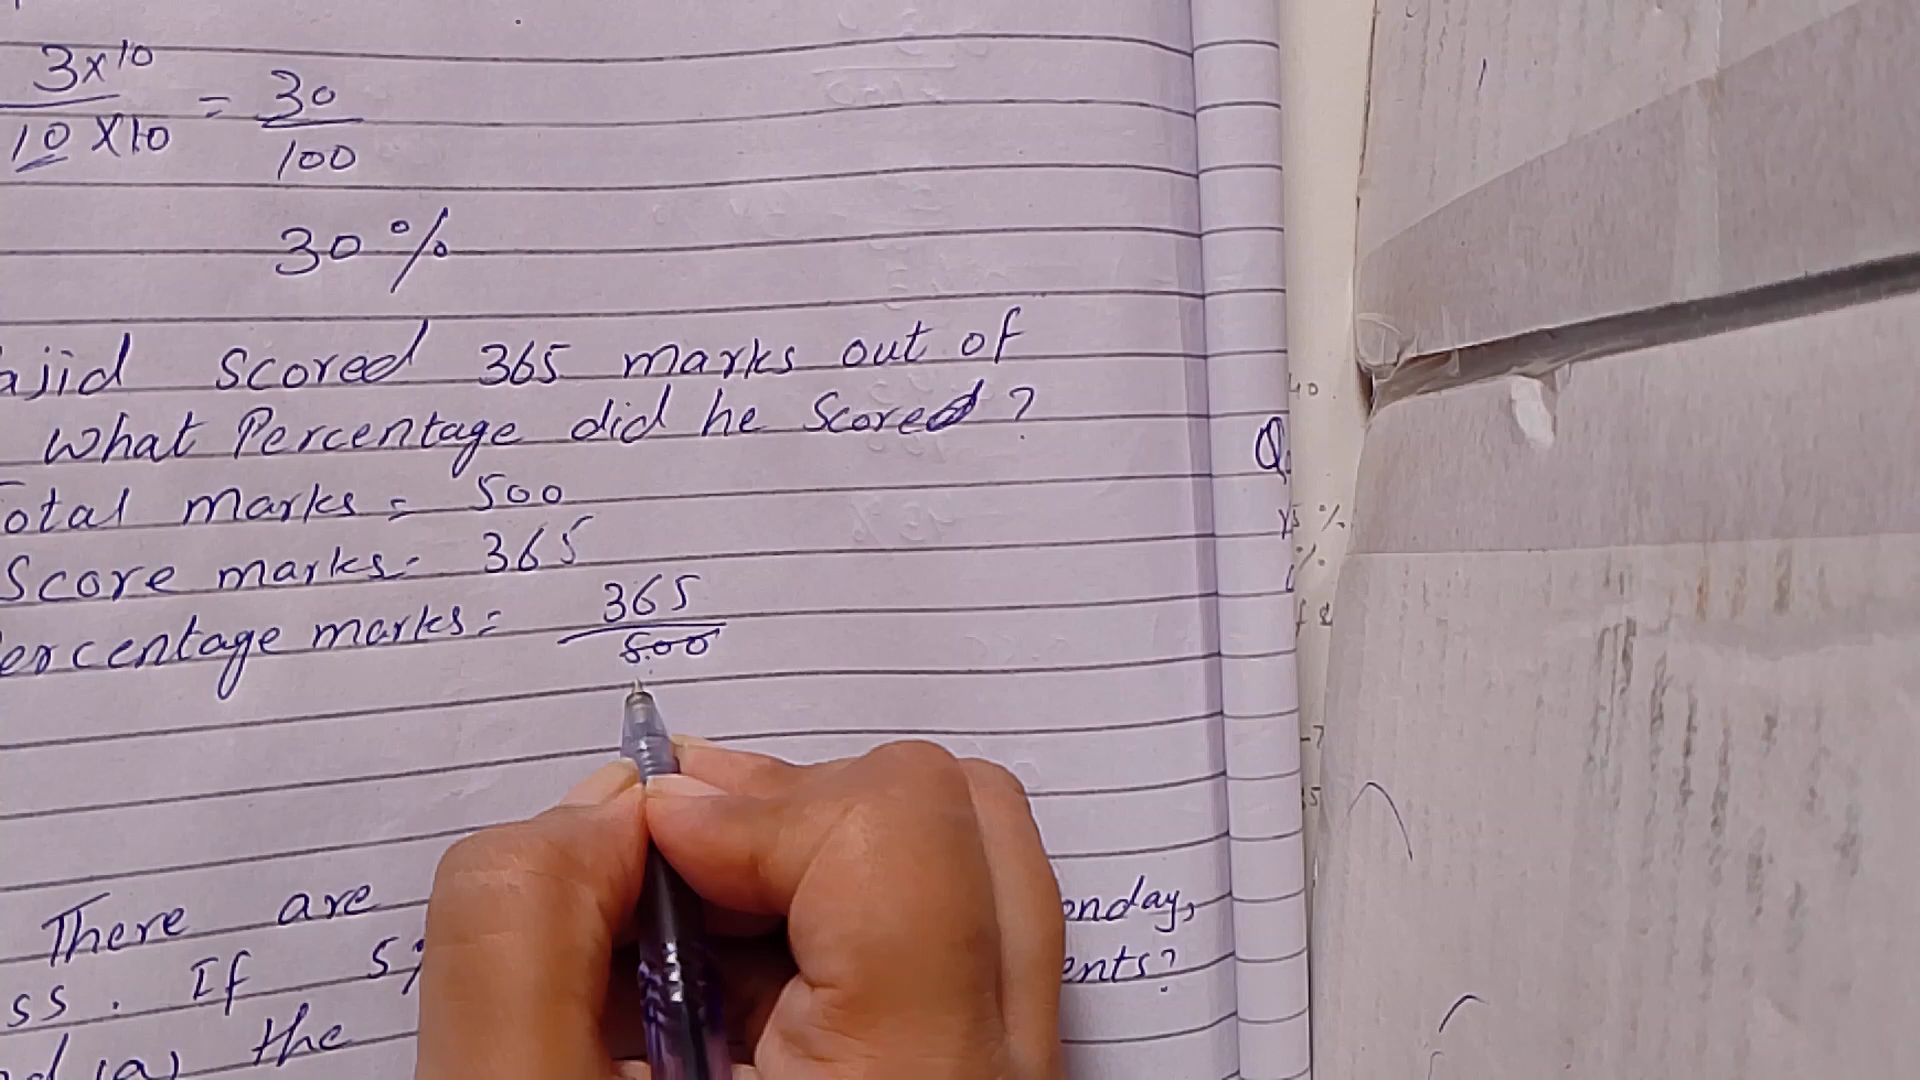 3x10
10 X10
=
30
100
30 %
ajid scored 365 marks out of
What Percentage did he Scored?
otal marks = 500
Score marks = 365
ercentage marks = 365
500
There are
onday,
ss. If 5%
ents?
the
Q